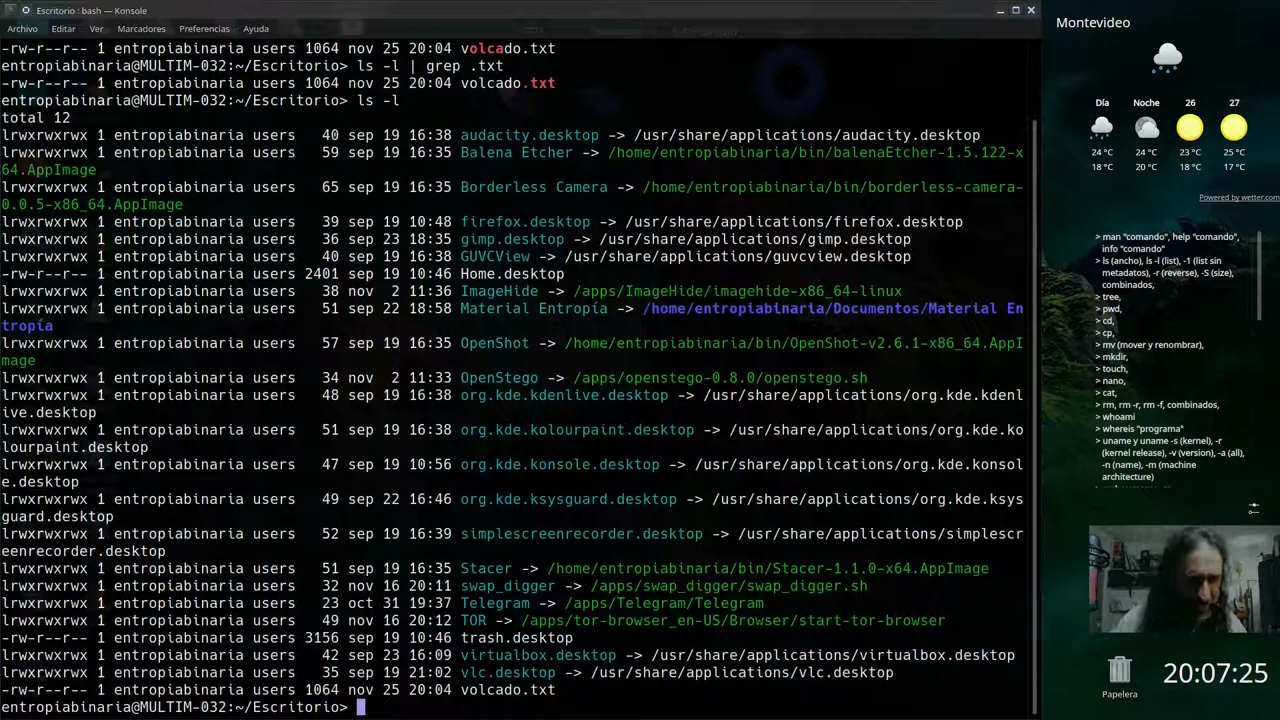 Escritorio : bash — Konsole
Archivo Editar Ver Marcadores Preferencias Ayuda
-rw-r--r-- 1 entropiabinaria users 1064 nov 25 20:04 volcado.txt
entropiabinaria@MULTIM-032:~/Escritorio> ls -l | grep .txt
-rw-r--r-- 1 entropiabinaria users 1064 nov 25 20:04 volcado.txt
entropiabinaria@MULTIM-032:~/Escritorio> ls -l
total 12
lrwxrwxrwx 1 entropiabinaria users   40 sep 19 16:38 audacity.desktop -> /usr/share/applications/audacity.desktop
lrwxrwxrwx 1 entropiabinaria users   59 sep 19 16:35 Balena Etcher -> /home/entropiabinaria/bin/balenaEtcher-1.5.122-x
64.AppImage
lrwxrwxrwx 1 entropiabinaria users   65 sep 19 16:35 Borderless Camera -> /home/entropiabinaria/bin/borderless-camera-
0.0.5-x86_64.AppImage
lrwxrwxrwx 1 entropiabinaria users   39 sep 19 10:48 firefox.desktop -> /usr/share/applications/firefox.desktop
lrwxrwxrwx 1 entropiabinaria users   36 sep 23 18:35 gimp.desktop -> /usr/share/applications/gimp.desktop
lrwxrwxrwx 1 entropiabinaria users   40 sep 19 16:38 GUVCView -> /usr/share/applications/guvcview.desktop
-rw-r--r-- 1 entropiabinaria users 2401 sep 19 10:46 Home.desktop
lrwxrwxrwx 1 entropiabinaria users   38 nov  2 11:36 ImageHide -> /apps/ImageHide/imagehide-x86_64-linux
lrwxrwxrwx 1 entropiabinaria users   51 sep 22 18:58 Material Entropía -> /home/entropiabinaria/Documentos/Material En
tropía
lrwxrwxrwx 1 entropiabinaria users   57 sep 19 16:35 OpenShot -> /home/entropiabinaria/bin/OpenShot-v2.6.1-x86_64.AppI
mage
lrwxrwxrwx 1 entropiabinaria users   34 nov  2 11:33 OpenStego -> /apps/openstego-0.8.0/openstego.sh
lrwxrwxrwx 1 entropiabinaria users   48 sep 19 16:38 org.kde.kdenlive.desktop -> /usr/share/applications/org.kde.kdenl
ive.desktop
lrwxrwxrwx 1 entropiabinaria users   51 sep 19 16:38 org.kde.kolourpaint.desktop -> /usr/share/applications/org.kde.ko
lourpaint.desktop
lrwxrwxrwx 1 entropiabinaria users   47 sep 19 10:56 org.kde.konsole.desktop -> /usr/share/applications/org.kde.konsol
e.desktop
lrwxrwxrwx 1 entropiabinaria users   49 sep 22 16:46 org.kde.ksysguard.desktop -> /usr/share/applications/org.kde.ksys
guard.desktop
lrwxrwxrwx 1 entropiabinaria users   52 sep 19 16:39 simplescreenrecorder.desktop -> /usr/share/applications/simplescr
eenrecorder.desktop
lrwxrwxrwx 1 entropiabinaria users   51 sep 19 16:35 Stacer -> /home/entropiabinaria/bin/Stacer-1.1.0-x64.AppImage
lrwxrwxrwx 1 entropiabinaria users   32 nov 16 20:11 swap_digger -> /apps/swap_digger/swap_digger.sh
lrwxrwxrwx 1 entropiabinaria users   23 oct 31 19:37 Telegram -> /apps/Telegram/Telegram
lrwxrwxrwx 1 entropiabinaria users   49 nov 16 20:12 TOR -> /apps/tor-browser_en-US/Browser/start-tor-browser
-rw-r--r-- 1 entropiabinaria users 3156 sep 19 10:46 trash.desktop
lrwxrwxrwx 1 entropiabinaria users   42 sep 23 16:09 virtualbox.desktop -> /usr/share/applications/virtualbox.desktop
lrwxrwxrwx 1 entropiabinaria users   35 sep 19 21:02 vlc.desktop -> /usr/share/applications/vlc.desktop
-rw-r--r-- 1 entropiabinaria users 1064 nov 25 20:04 volcado.txt
entropiabinaria@MULTIM-032:~/Escritorio>
Montevideo
Día Noche 26 27
24 °C 24 °C 23 °C 25 °C
18 °C 20 °C 18 °C 17 °C
Powered by wetter.com
> man "comando", help "comando",
info "comando"
> ls (ancho), ls -l (list), -1 (list sin
metadatos), -r (reverse), -S (size),
combinados,
> tree,
> pwd,
> cd,
> cp,
> mv (mover y renombrar),
> mkdir,
> touch,
> nano,
> cat,
> rm, rm -r, rm -f, combinados,
> whoami
> whereis "programa"
> uname y uname -s (kernel), -r
(kernel release), -v (version), -a (all),
-n (name), -m (machine
architecture)
Papelera
20:07:25